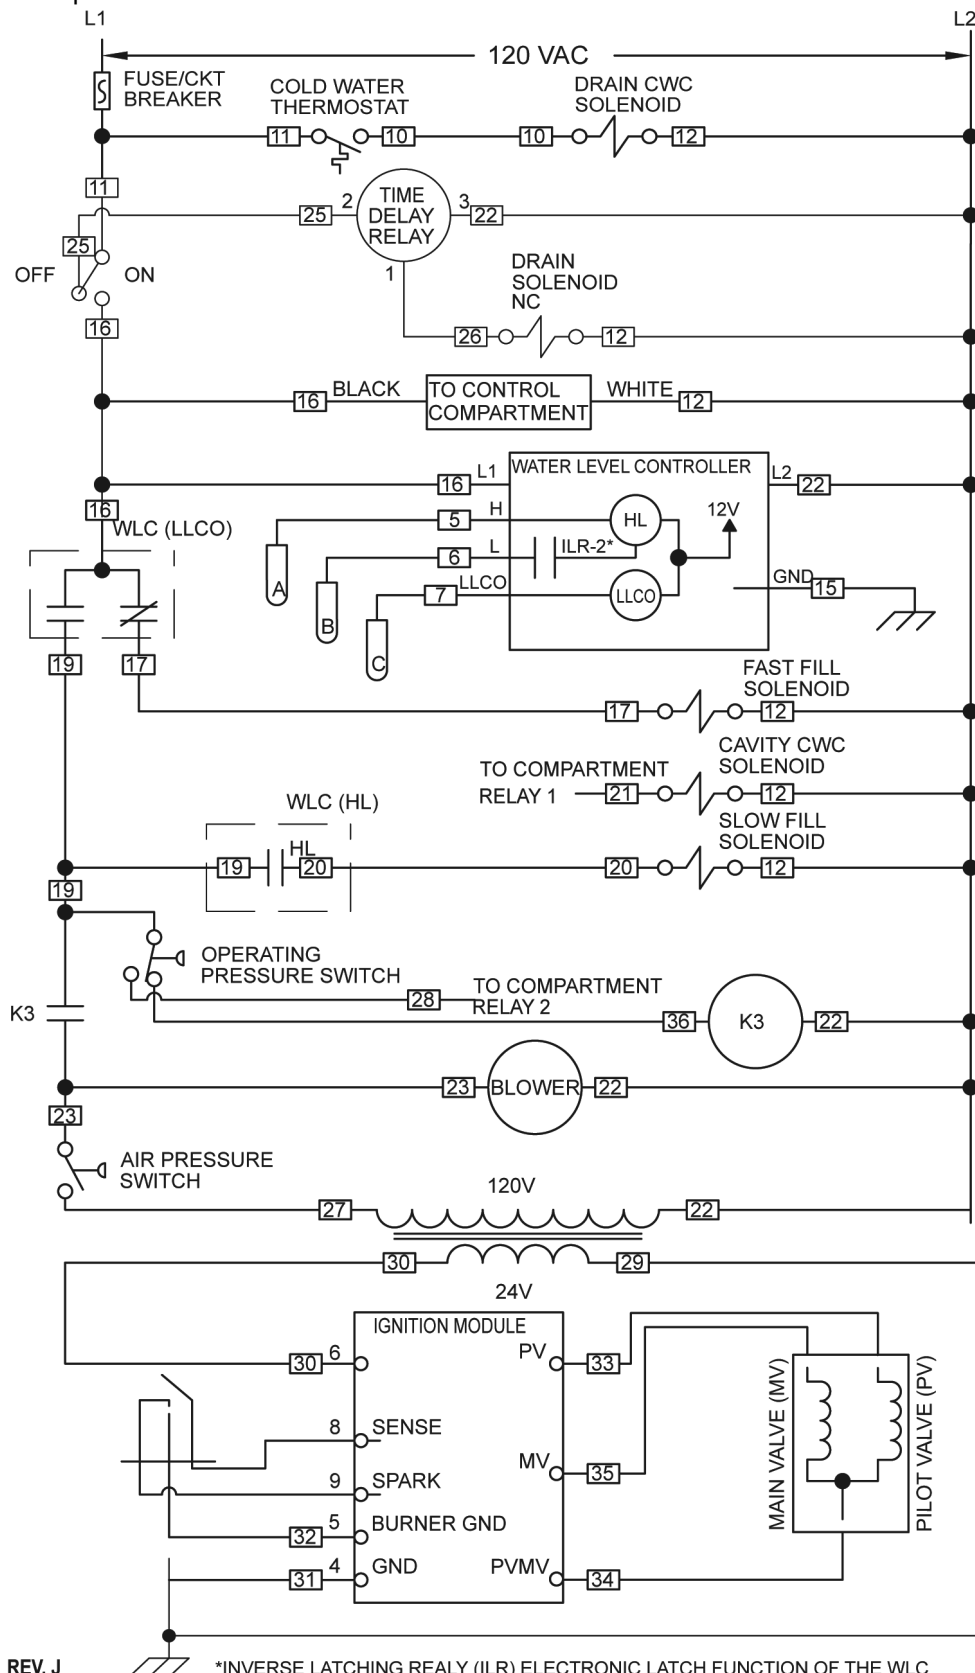 L1
L2
120 VAC
FUSE/CKT
BREAKER
COLD WATER
THERMOSTAT
DRAIN CWC
SOLENOID
11
10
10
12
11
25
2
TIME
DELAY
RELAY
3
22
25
OFF
ON
1
DRAIN
SOLENOID
NC
16
26
12
16
BLACK
TO CONTROL
COMPARTMENT
WHITE
12
WATER LEVEL CONTROLLER
16
L1
L2
22
16
WLC (LLCO)
5
H
HL
12V
6
L
ILR-2*
A
7
LLCO
LLCO
GND
15
B
C
19
17
FAST FILL
SOLENOID
17
12
CAVITY CWC
SOLENOID
TO COMPARTMENT
RELAY 1
21
12
WLC (HL)
SLOW FILL
SOLENOID
HL
19
20
20
12
19
OPERATING
PRESSURE SWITCH
28
TO COMPARTMENT
RELAY 2
K3
36
K3
22
23
BLOWER
22
23
AIR PRESSURE
SWITCH
120V
27
22
30
29
24V
IGNITION MODULE
30
6
PV
33
8
SENSE
MV
35
9
SPARK
32
5
BURNER GND
31
4
GND
PVMV
34
MAIN VALVE (MV)
PILOT VALVE (PV)
REV. J
*INVERSE LATCHING REALY (ILR) ELECTRONIC LATCH FUNCTION OF THE WLC